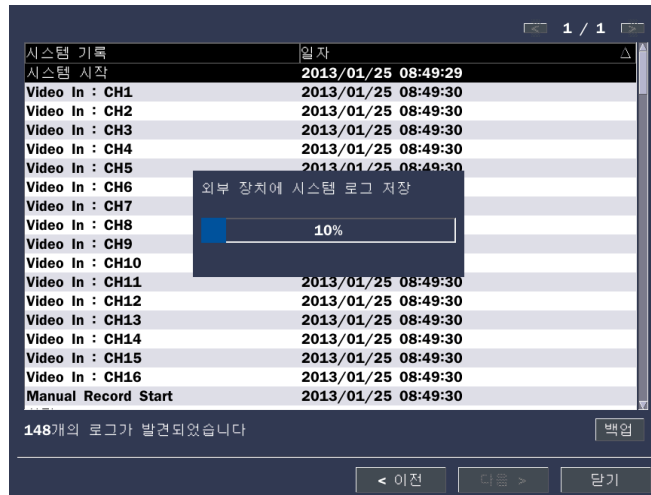 < 1 / 1 >
시스템 기록 일자 △
시스템 시작 2013/01/25 08:49:29
Video In : CH1 2013/01/25 08:49:30
Video In : CH2 2013/01/25 08:49:30
Video In : CH3 2013/01/25 08:49:30
Video In : CH4 2013/01/25 08:49:30
Video In : CH5 2013/01/25 08:49:30
Video In : CH6
외부 장치에 시스템 로그 저장
Video In : CH7
Video In : CH8
10%
Video In : CH9
Video In : CH10
Video In : CH11 2013/01/25 08:49:30
Video In : CH12 2013/01/25 08:49:30
Video In : CH13 2013/01/25 08:49:30
Video In : CH14 2013/01/25 08:49:30
Video In : CH15 2013/01/25 08:49:30
Video In : CH16 2013/01/25 08:49:30
Manual Record Start 2013/01/25 08:49:30
148개의 로그가 발견되었습니다 백업
< 이전 다음 > 닫기